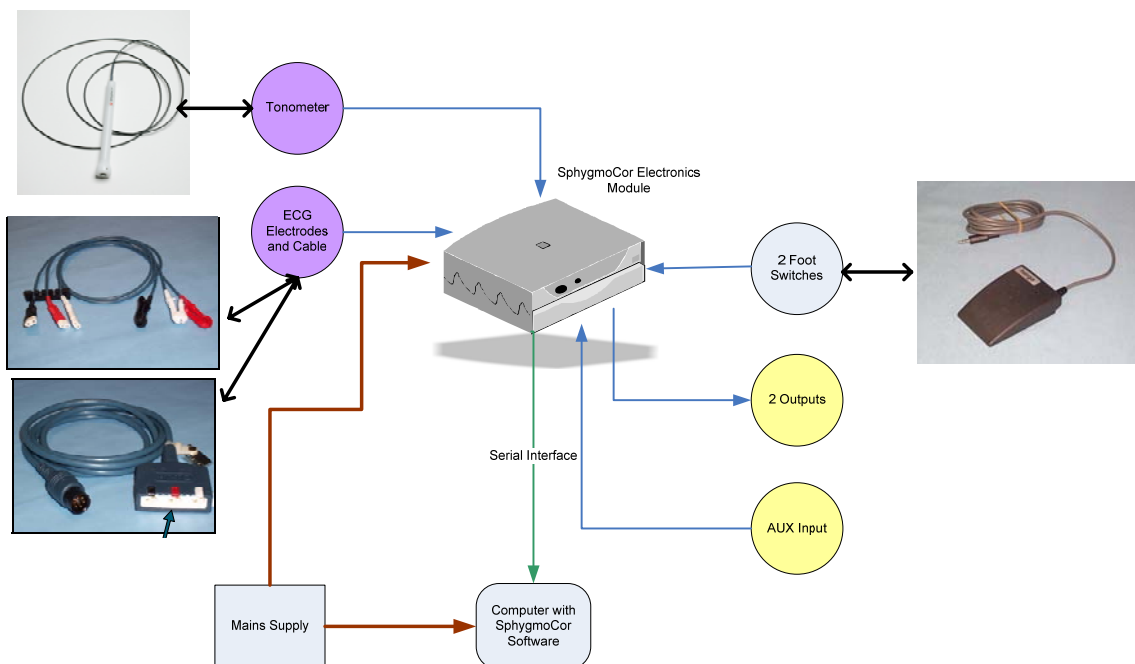 Tonometer
SphygmoCor Electronics
Module
ECG
Electrodes
and Cable
2 Foot
Switches
2 Outputs
Serial Interface
AUX Input
Mains Supply
Computer with
SphygmoCor
Software